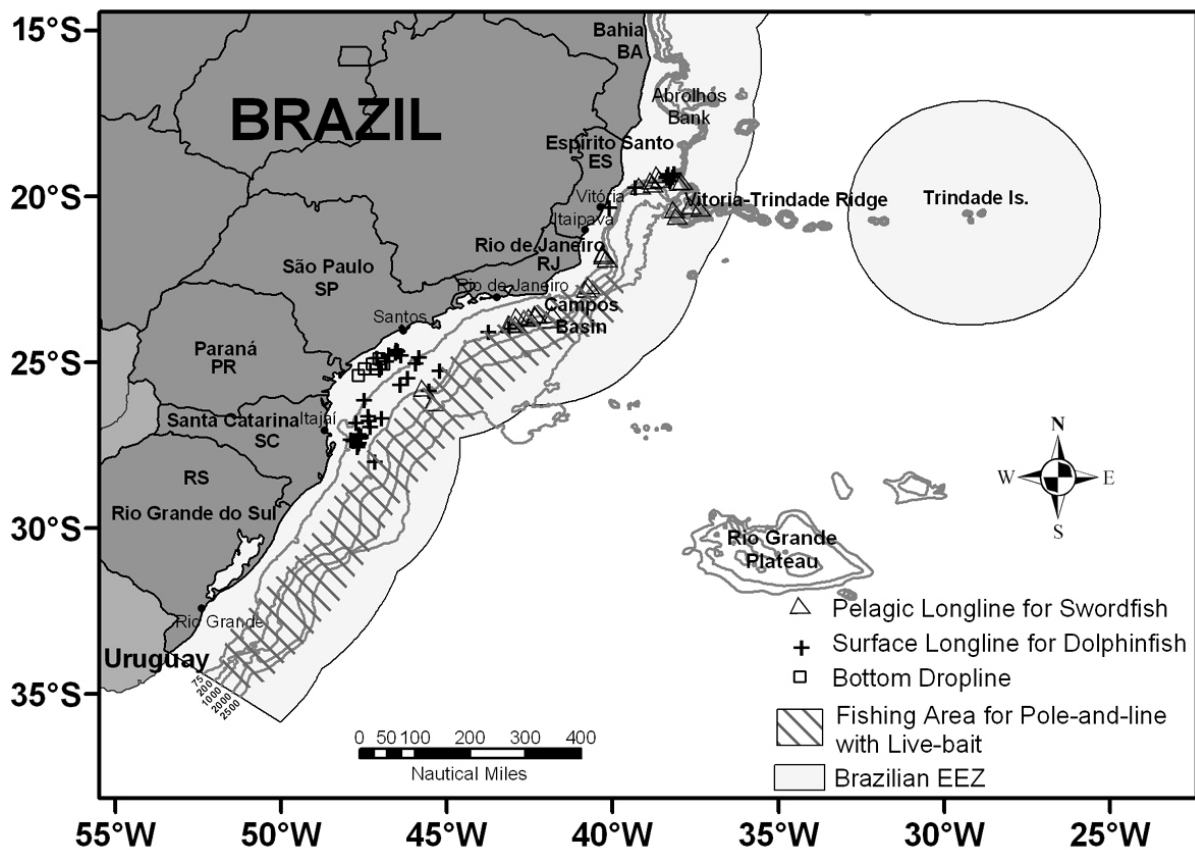 15°S
20°S
25°S
30°S
35°S
55°W
50°W
45°W
40°W
35°W
30°W
25°W
BRAZIL
Bahia
BA
Abrolhos
Bank
Espírito Santo
ES
Vitória
Vitoria-Trindade Ridge
Trindade Is.
Itaipava
Rio de Janeiro
RJ
Rio de Janeiro
São Paulo
SP
Santos
Campos
Basin
Paraná
PR
Santa Catarina
SC
Itajaí
RS
Rio Grande do Sul
Rio Grande
Uruguay
75
200
1000
2000
2500
Rio Grande
Plateau
N
W
E
S
0 50 100 200 300 400
Nautical Miles
Pelagic Longline for Swordfish
Surface Longline for Dolphinfish
Bottom Dropline
Fishing Area for Pole-and-line
with Live-bait
Brazilian EEZ